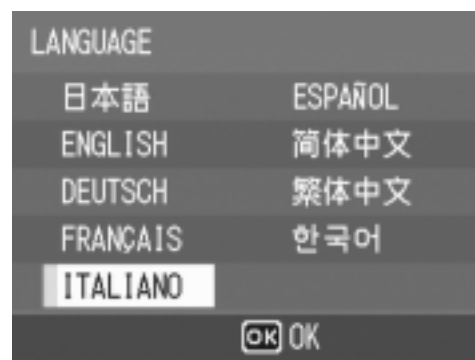 LANGUAGE
日本語 ESPAÑOL
ENGLISH 简体中文
DEUTSCH 繁体中文
FRANÇAIS 한국어
ITALIANO
OK OK